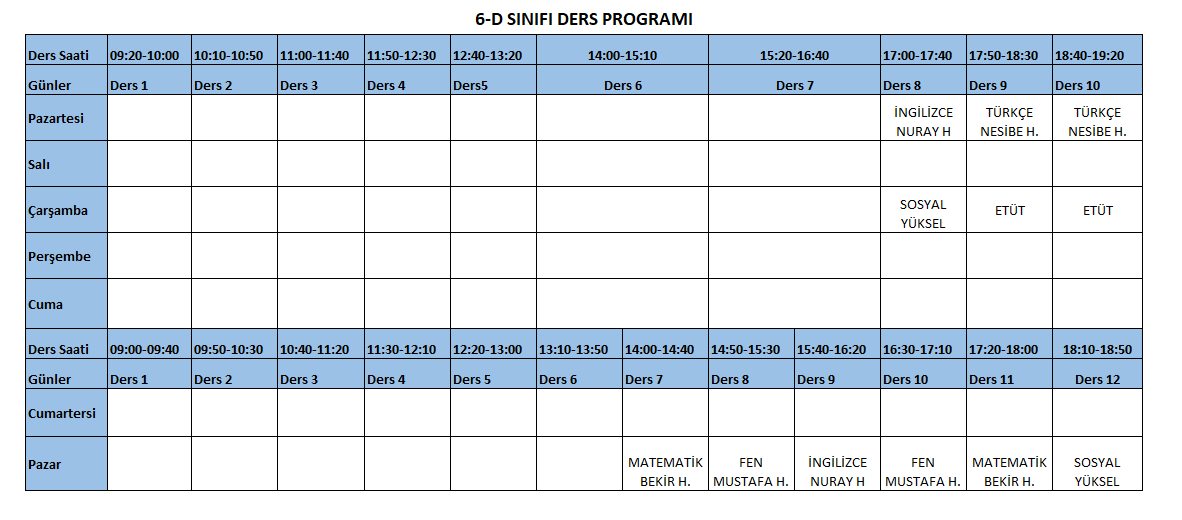 6-D SINIFI DERS PROGRAMI
Ders Saati 09:20-10:00 10:10-10:50 11:00-11:40 11:50-12:30 12:40-13:20 14:00-15:10 15:20-16:40 17:00-17:40 17:50-18:30 18:40-19:20
Günler Ders 1 Ders 2 Ders 3 Ders 4 Ders5 Ders 6 Ders 7 Ders 8 Ders 9 Ders 10
Pazartesi İNGİLİZCE NURAY H TÜRKÇE NESİBE H. TÜRKÇE NESİBE H.
Salı
Çarşamba SOSYAL YÜKSEL ETÜT ETÜT
Perşembe
Cuma
Ders Saati 09:00-09:40 09:50-10:30 10:40-11:20 11:30-12:10 12:20-13:00 13:10-13:50 14:00-14:40 14:50-15:30 15:40-16:20 16:30-17:10 17:20-18:00 18:10-18:50
Günler Ders 1 Ders 2 Ders 3 Ders 4 Ders 5 Ders 6 Ders 7 Ders 8 Ders 9 Ders 10 Ders 11 Ders 12
Cumartersi
Pazar MATEMATİK BEKİR H. FEN MUSTAFA H. İNGİLİZCE NURAY H FEN MUSTAFA H. MATEMATİK BEKİR H. SOSYAL YÜKSEL